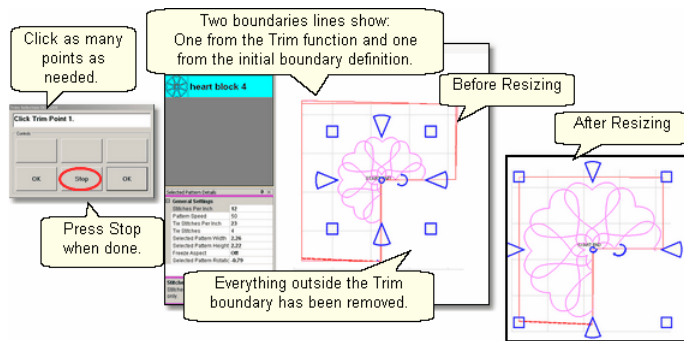 Click as many
points as
needed.
Two boundaries lines show:
One from the Trim function and one
from the initial boundary definition.
Before Resizing
After Resizing
heart block 4
Click Trim Point 1.
Controls
OK
Stop
OK
Press Stop
when done.
Selected Pattern Details
General Settings
Stitches Per Inch 12
Pattern Speed 50
Tie Stitches Per Inch 23
Tie Stitches 4
Selected Pattern Width 2.26
Selected Pattern Height 2.22
Freeze Aspect Off
Selected Pattern Rotatic -0.79
Everything outside the Trim
boundary has been removed.
START END